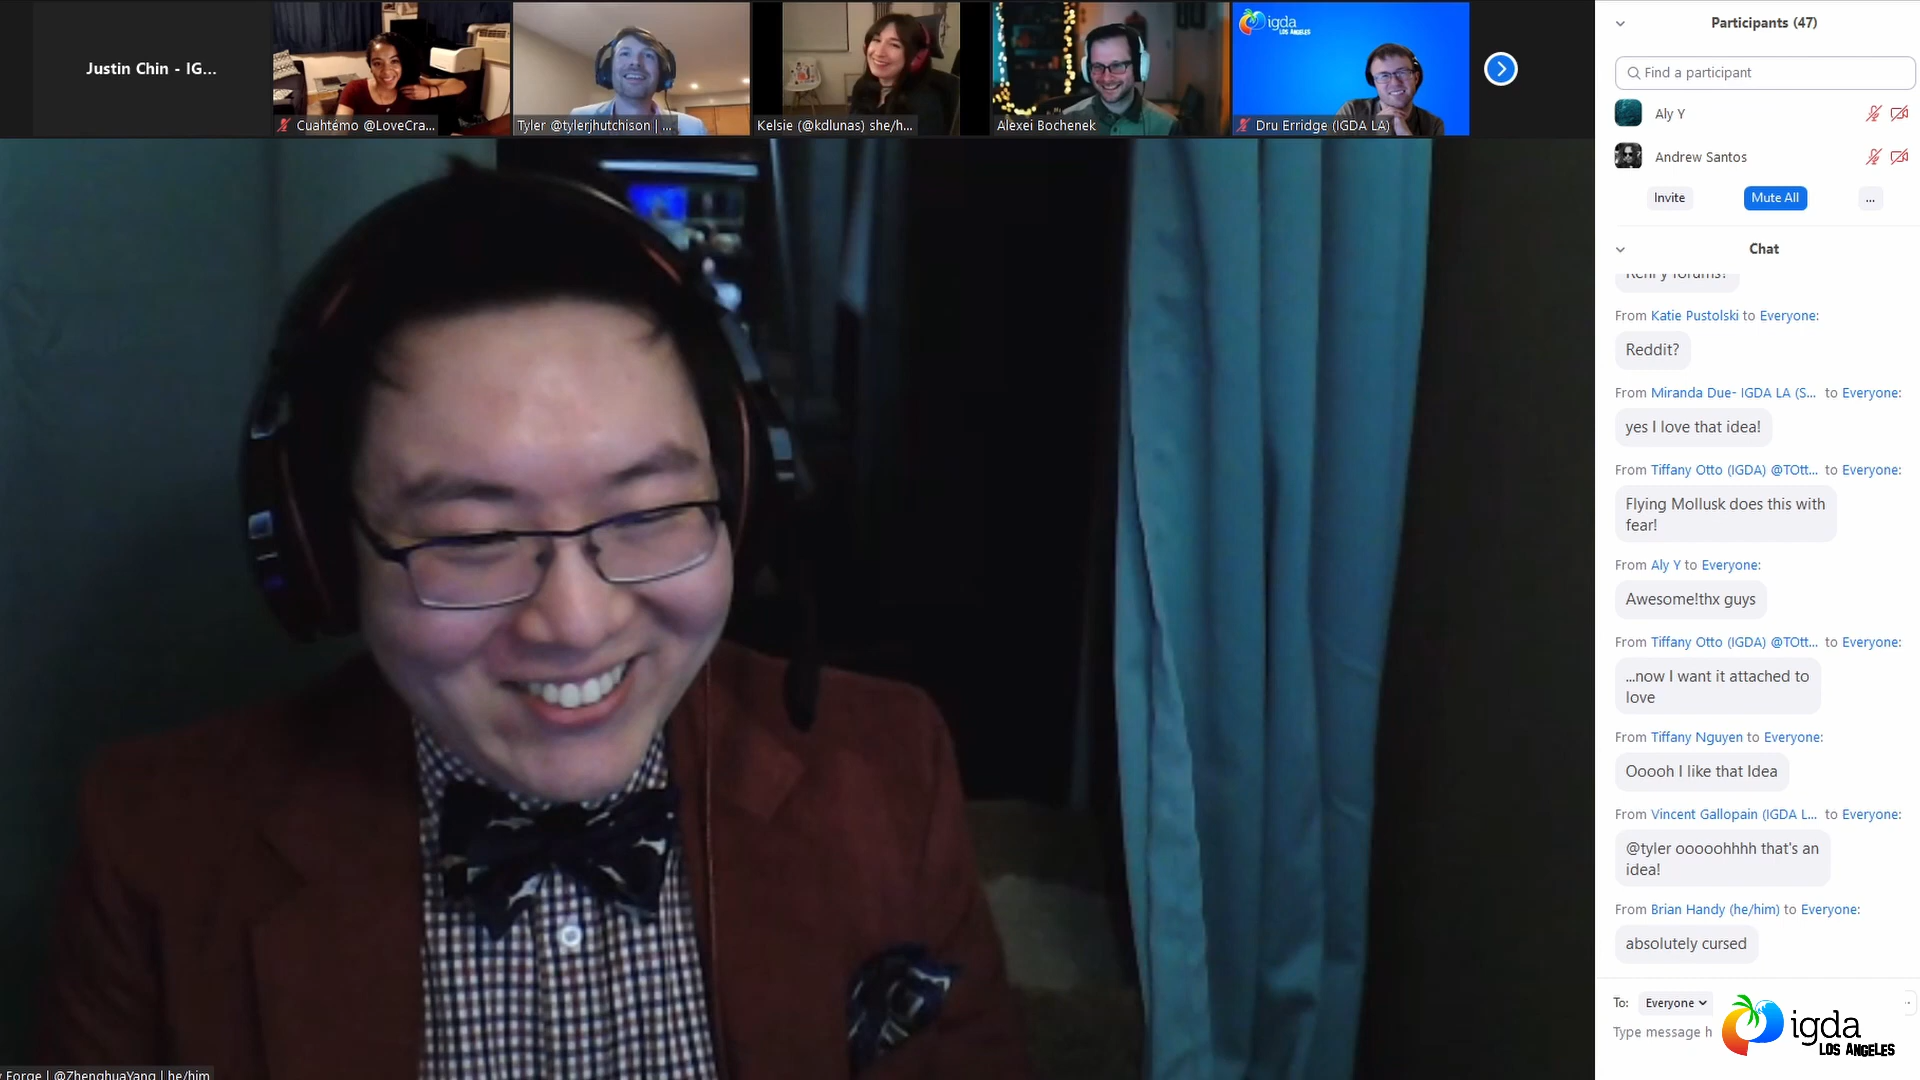 Justin Chin - IG...
Cuahtemo @LoveCra...
Tyler @tylerjhutchison | ...
Kelsie (@kdlunas) she/h...
Alexei Bochenek
igda
LOS ANGELES
Dru Erridge (IGDA LA)
Forge | @ZhenghuaYang | he/him
Participants (47)
Find a participant
Aly Y
Andrew Santos
Invite
Mute All
...
Chat
Ren'Py forums?
From Katie Pustolski to Everyone:
Reddit?
From Miranda Due- IGDA LA (S... to Everyone:
yes I love that idea!
From Tiffany Otto (IGDA) @TOtt... to Everyone:
Flying Mollusk does this with
fear!
From Aly Y to Everyone:
Awesome!thx guys
From Tiffany Otto (IGDA) @TOtt... to Everyone:
...now I want it attached to
love
From Tiffany Nguyen to Everyone:
Ooooh I like that Idea
From Vincent Gallopain (IGDA L... to Everyone:
@tyler ooooohhhh that's an
idea!
From Brian Handy (he/him) to Everyone:
absolutely cursed
To: Everyone
Type message h
igda
LOS ANGELES